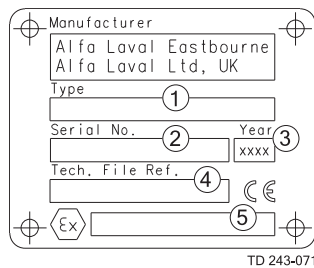 Manufacturer
Alfa Laval Eastbourne
Alfa Laval Ltd, UK
Type
1
Serial No. Year
2 xxxx 3
Tech. File Ref.
4 CE
Ex 5
TD 243-071